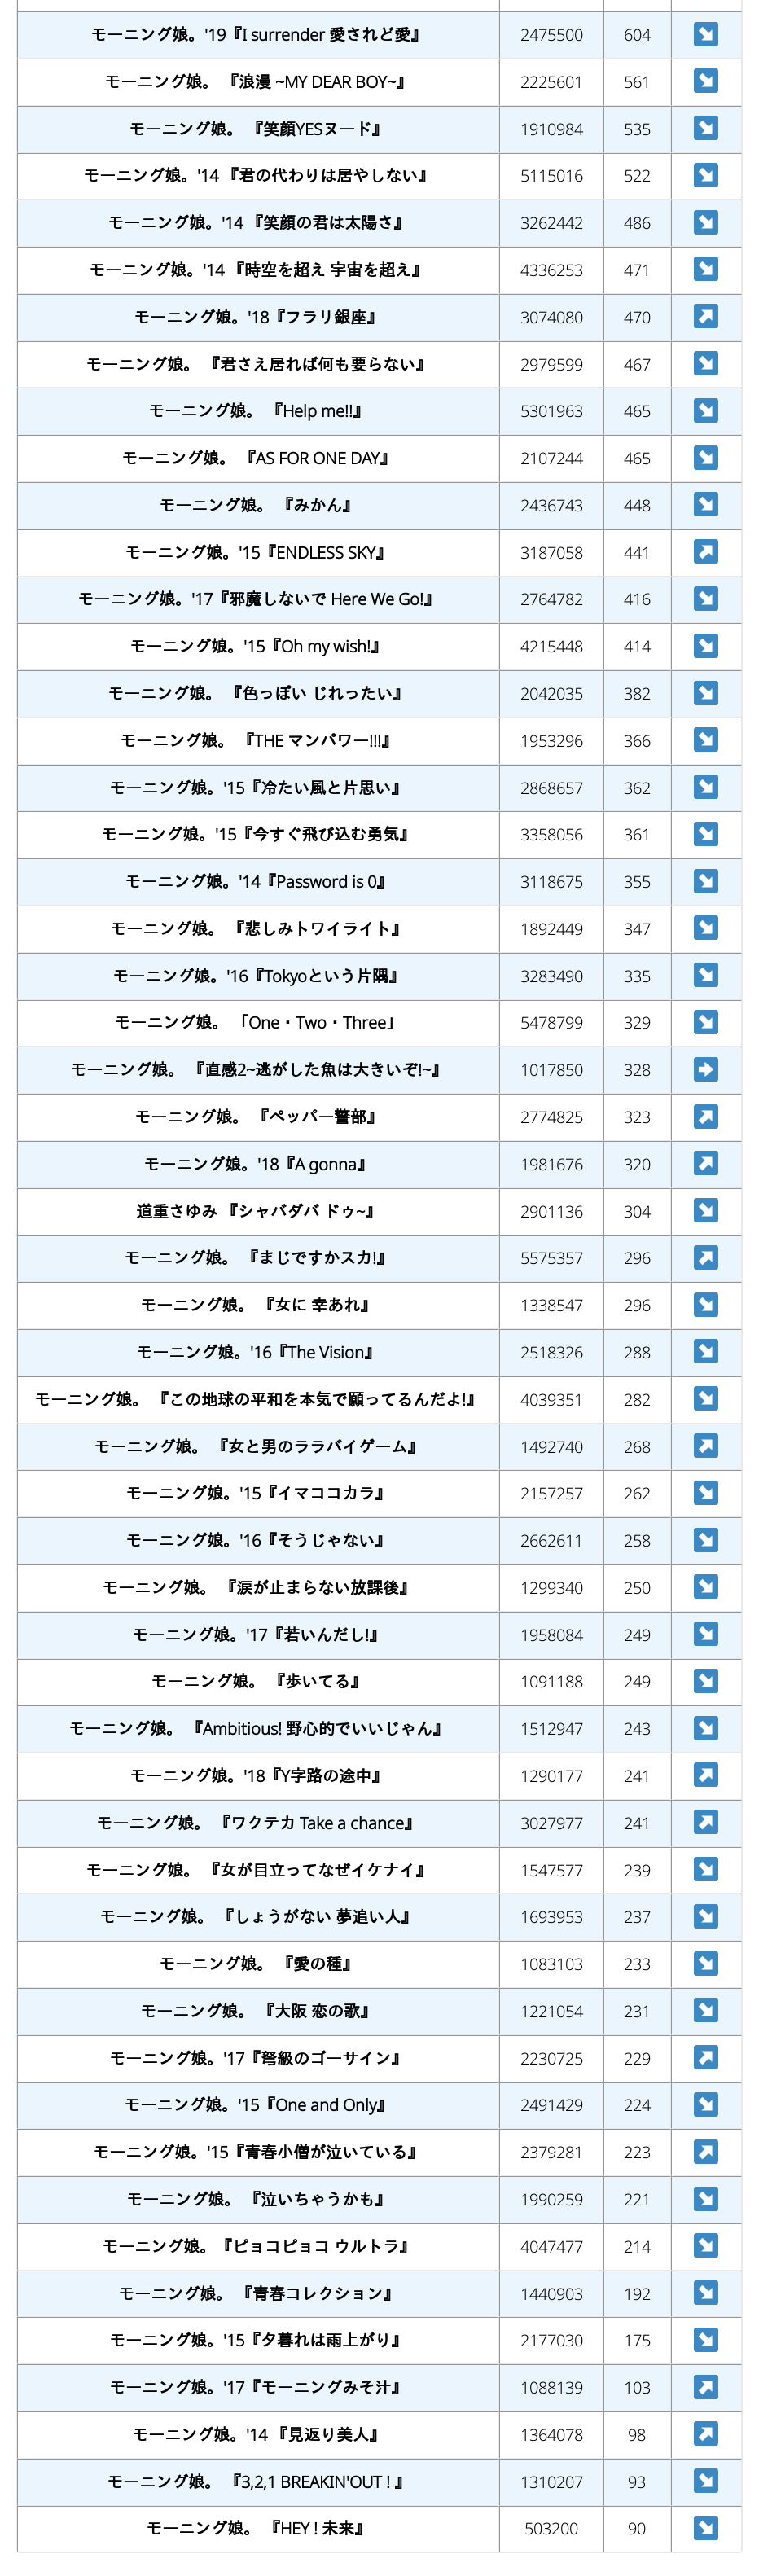 モーニング娘。'19『I surrender 愛されど愛』 2475500 604 ↘
モーニング娘。 『浪漫 ~MY DEAR BOY~』 2225601 561 ↘
モーニング娘。 『笑顔YESヌード』 1910984 535 ↘
モーニング娘。'14 『君の代わりは居やしない』 5115016 522 ↘
モーニング娘。'14 『笑顔の君は太陽さ』 3262442 486 ↘
モーニング娘。'14 『時空を超え 宇宙を超え』 4336253 471 ↘
モーニング娘。'18『フラリ銀座』 3074080 470 ↗
モーニング娘。 『君さえ居れば何も要らない』 2979599 467 ↘
モーニング娘。 『Help me!!』 5301963 465 ↘
モーニング娘。 『AS FOR ONE DAY』 2107244 465 ↘
モーニング娘。 『みかん』 2436743 448 ↘
モーニング娘。'15『ENDLESS SKY』 3187058 441 ↗
モーニング娘。'17『邪魔しないで Here We Go!』 2764782 416 ↘
モーニング娘。'15『Oh my wish!』 4215448 414 ↘
モーニング娘。 『色っぽい じれったい』 2042035 382 ↘
モーニング娘。 『THE マンパワー!!!』 1953296 366 ↘
モーニング娘。'15『冷たい風と片思い』 2868657 362 ↘
モーニング娘。'15『今すぐ飛び込む勇気』 3358056 361 ↘
モーニング娘。'14『Password is 0』 3118675 355 ↘
モーニング娘。 『悲しみトワイライト』 1892449 347 ↘
モーニング娘。'16『Tokyoという片隅』 3283490 335 ↘
モーニング娘。 「One・Two・Three」 5478799 329 ↘
モーニング娘。 『直感2~逃がした魚は大きいぞ!~』 1017850 328 ➡
モーニング娘。 『ペッパー警部』 2774825 323 ↗
モーニング娘。'18『A gonna』 1981676 320 ↗
道重さゆみ 『シャバダバ ドゥ~』 2901136 304 ↘
モーニング娘。 『まじですかスカ!』 5575357 296 ↗
モーニング娘。 『女に 幸あれ』 1338547 296 ↘
モーニング娘。'16『The Vision』 2518326 288 ↘
モーニング娘。 『この地球の平和を本気で願ってるんだよ!』 4039351 282 ↘
モーニング娘。 『女と男のララバイゲーム』 1492740 268 ↗
モーニング娘。'15『イマココカラ』 2157257 262 ↘
モーニング娘。'16『そうじゃない』 2662611 258 ↘
モーニング娘。 『涙が止まらない放課後』 1299340 250 ↘
モーニング娘。'17『若いんだし!』 1958084 249 ↘
モーニング娘。 『歩いてる』 1091188 249 ↘
モーニング娘。 『Ambitious! 野心的でいいじゃん』 1512947 243 ↘
モーニング娘。'18『Y字路の途中』 1290177 241 ↗
モーニング娘。 『ワクテカ Take a chance』 3027977 241 ↗
モーニング娘。 『女が目立ってなぜイケナイ』 1547577 239 ↘
モーニング娘。 『しょうがない 夢追い人』 1693953 237 ↘
モーニング娘。 『愛の種』 1083103 233 ↘
モーニング娘。 『大阪 恋の歌』 1221054 231 ↘
モーニング娘。'17『弩級のゴーサイン』 2230725 229 ↗
モーニング娘。'15『One and Only』 2491429 224 ↘
モーニング娘。'15『青春小僧が泣いている』 2379281 223 ↗
モーニング娘。 『泣いちゃうかも』 1990259 221 ↘
モーニング娘。『ピョコピョコ ウルトラ』 4047477 214 ↘
モーニング娘。 『青春コレクション』 1440903 192 ↘
モーニング娘。'15『夕暮れは雨上がり』 2177030 175 ↘
モーニング娘。'17『モーニングみそ汁』 1088139 103 ↗
モーニング娘。'14 『見返り美人』 1364078 98 ↗
モーニング娘。 『3,2,1 BREAKIN'OUT ! 』 1310207 93 ↘
モーニング娘。 『HEY ! 未来』 503200 90 ↘